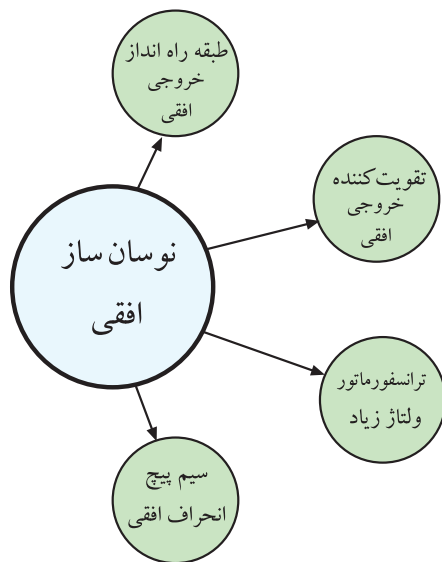 طبقه راه انداز
خروجی
افقی
تقویت‌کننده
خروجی
افقی
نوسان ساز
افقی
ترانسفورماتور
ولتاژ زیاد
سیم پیچ
انحراف افقی